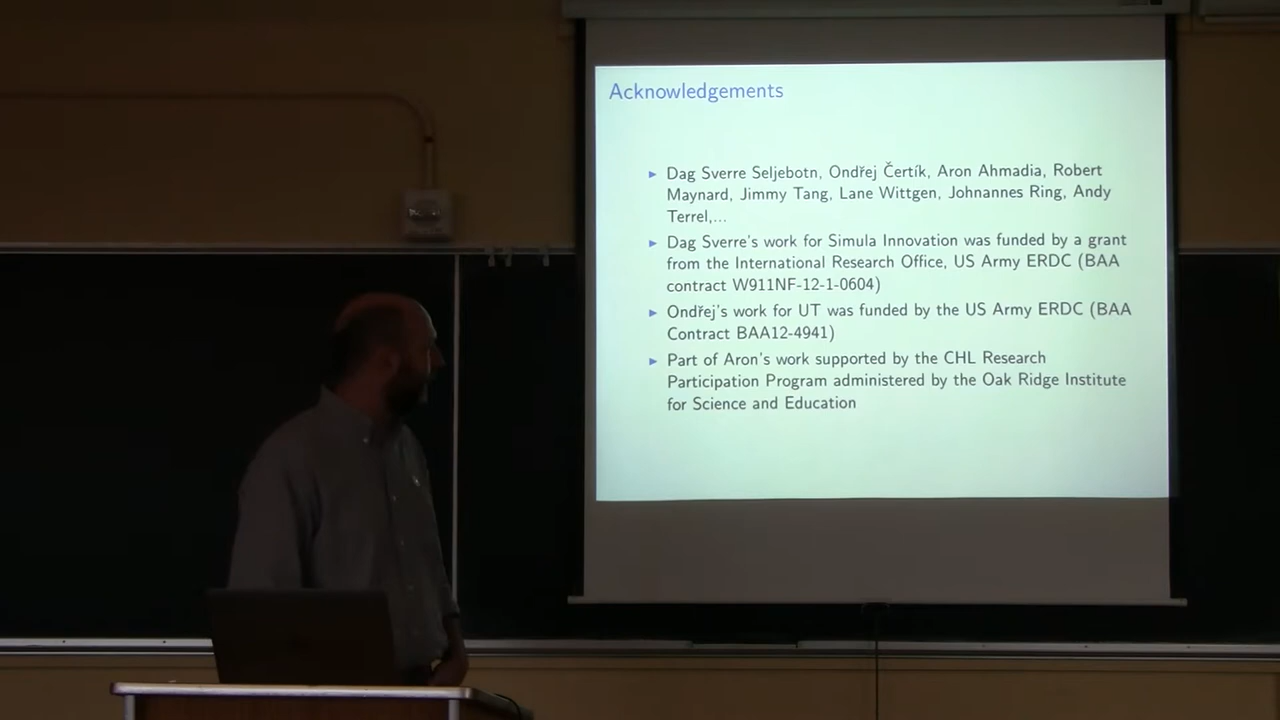 Acknowledgements
▶ Dag Sverre Seljebotn, Ondřej Čertík, Aron Ahmadia, Robert
Maynard, Jimmy Tang, Lane Wittgen, Johnannes Ring, Andy
Terrel,...
▶ Dag Sverre's work for Simula Innovation was funded by a grant
from the International Research Office, US Army ERDC (BAA
contract W911NF-12-1-0604)
▶ Ondřej's work for UT was funded by the US Army ERDC (BAA
Contract BAA12-4941)
▶ Part of Aron's work supported by the CHL Research
Participation Program administered by the Oak Ridge Institute
for Science and Education